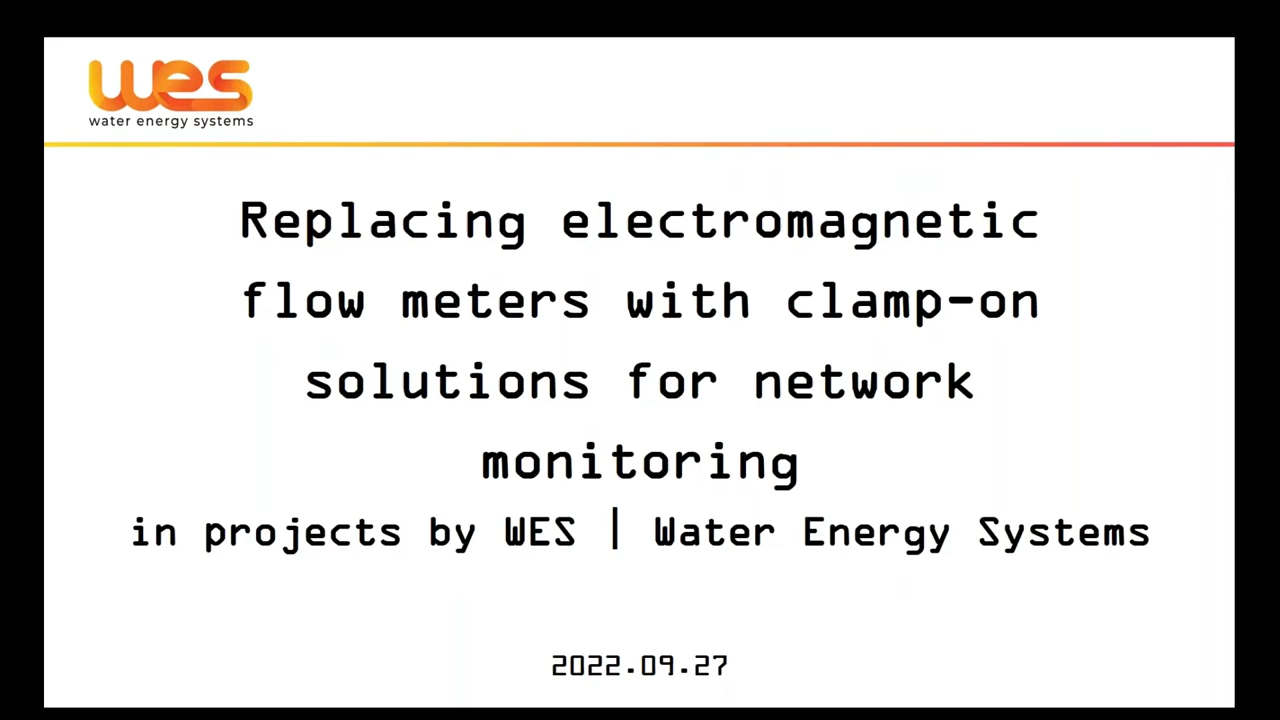 wes
water energy systems
Replacing electromagnetic
flow meters with clamp-on
solutions for network
monitoring
in projects by WES | Water Energy Systems
2022.09.27